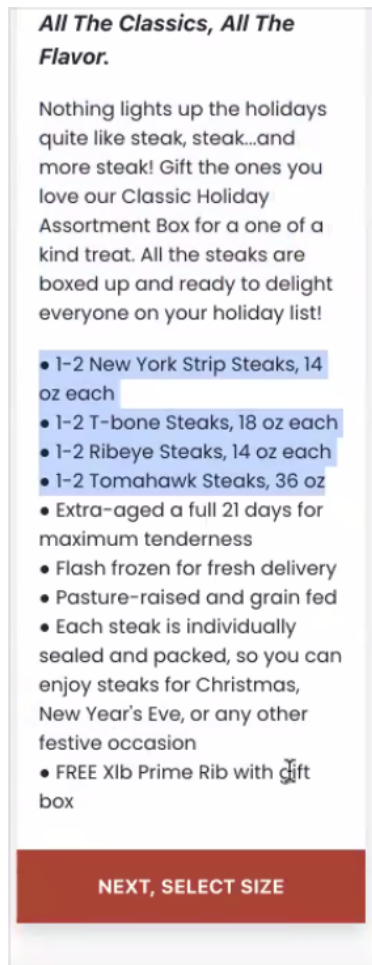 All The Classics, All The
Flavor.
Nothing lights up the holidays
quite like steak, steak...and
more steak! Gift the ones you
love our Classic Holiday
Assortment Box for a one of a
kind treat. All the steaks are
boxed up and ready to delight
everyone on your holiday list!
● 1-2 New York Strip Steaks, 14
oz each
● 1-2 T-bone Steaks, 18 oz each
● 1-2 Ribeye Steaks, 14 oz each
● 1-2 Tomahawk Steaks, 36 oz
● Extra-aged a full 21 days for
maximum tenderness
● Flash frozen for fresh delivery
● Pasture-raised and grain fed
● Each steak is individually
sealed and packed, so you can
enjoy steaks for Christmas,
New Year's Eve, or any other
festive occasion
● FREE Xlb Prime Rib with gift
box
NEXT, SELECT SIZE